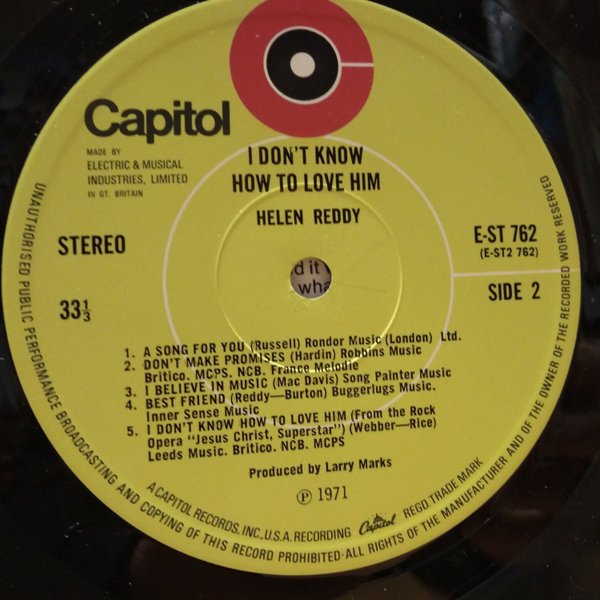 Capitol
MADE BY
ELECTRIC & MUSICAL
INDUSTRIES, LIMITED
IN GT. BRITAIN
I DON'T KNOW
HOW TO LOVE HIM
HELEN REDDY
STEREO
33⅓
E-ST 762
(E-ST2 762)
SIDE 2
d it
wha
1. A SONG FOR YOU (Russell) Rondor Music (London) Ltd.
2. DON'T MAKE PROMISES (Hardin) Robbins Music
Britico. MCPS. NCB. France Melodie
3. I BELIEVE IN MUSIC (Mac Davis) Song Painter Music
4. BEST FRIEND (Reddy—Burton) Buggerlugs Music.
Inner Sense Music
5. I DON'T KNOW HOW TO LOVE HIM (From the Rock
Opera "Jesus Christ, Superstar") (Webber—Rice)
Leeds Music. Britico. NCB. MCPS
Produced by Larry Marks
Ⓟ 1971
A CAPITOL RECORDS, INC., U.S.A. RECORDING Capitol REGD. TRADE MARK
UNAUTHORISED PUBLIC PERFORMANCE BROADCASTING AND COPYING OF THIS RECORD PROHIBITED-ALL RIGHTS OF THE MANUFACTURER AND OF THE OWNER OF THE RECORDED WORK RESERVED